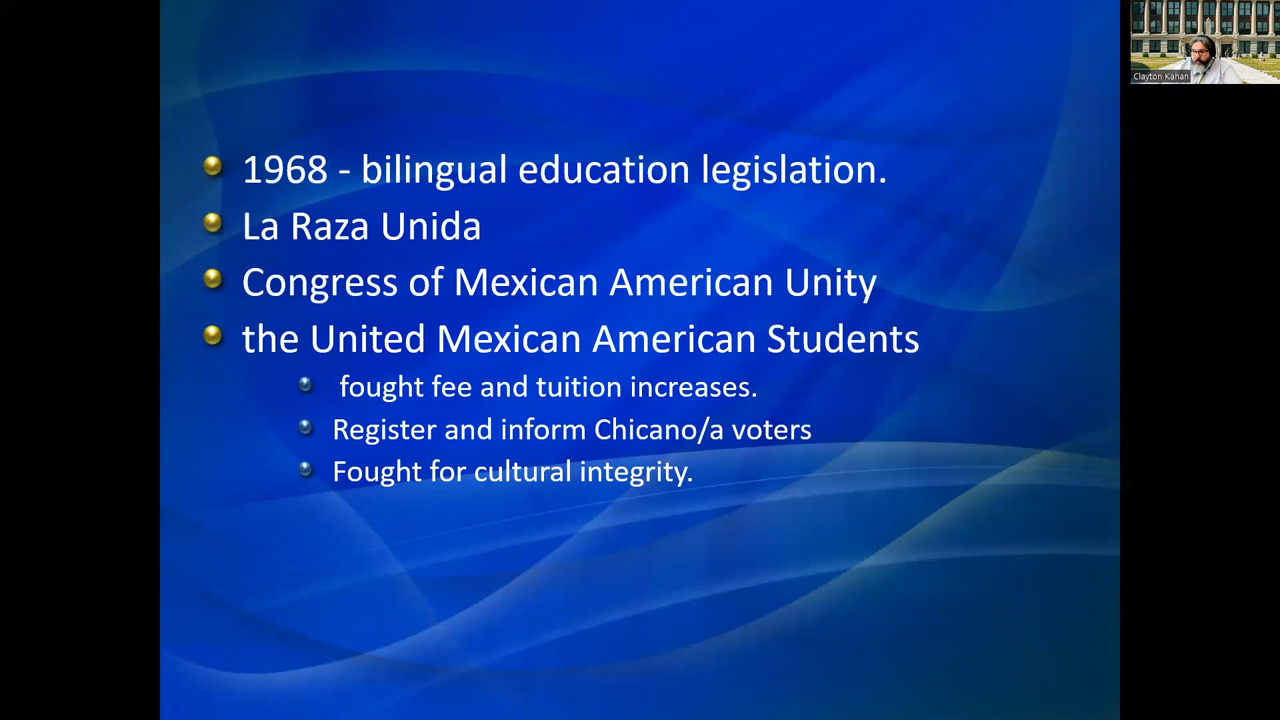 1968 - bilingual education legislation.
La Raza Unida
Congress of Mexican American Unity
the United Mexican American Students
fought fee and tuition increases.
Register and inform Chicano/a voters
Fought for cultural integrity.
Clayton Kahan